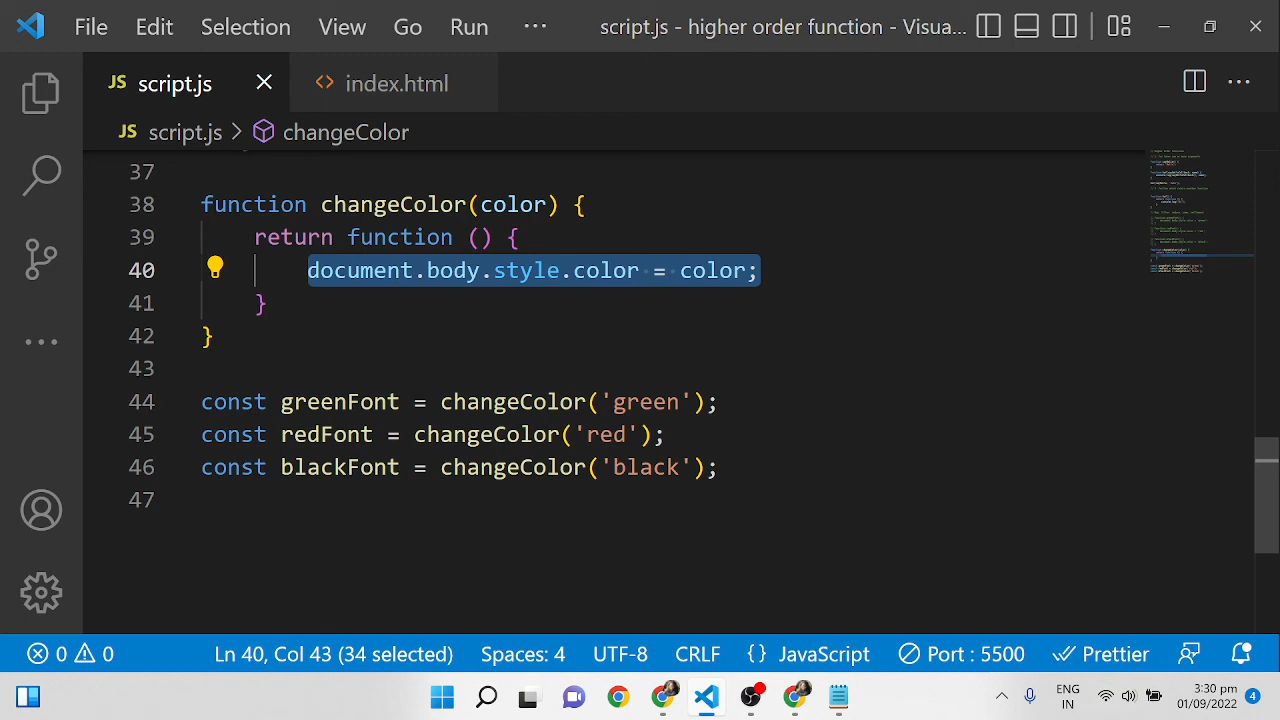 File Edit Selection View Go Run ··· script.js - higher order function - Visua...
JS script.js index.html
JS script.js > changeColor
37
38 function changeColor(color) {
39 return function () {
40 document.body.style.color = color;
41 }
42 }
43
44 const greenFont = changeColor('green');
45 const redFont = changeColor('red');
46 const blackFont = changeColor('black');
47
0 0 Ln 40, Col 43 (34 selected) Spaces: 4 UTF-8 CRLF {} JavaScript Port : 5500 Prettier
ENG 3:30 pm
IN 01/09/2022 4